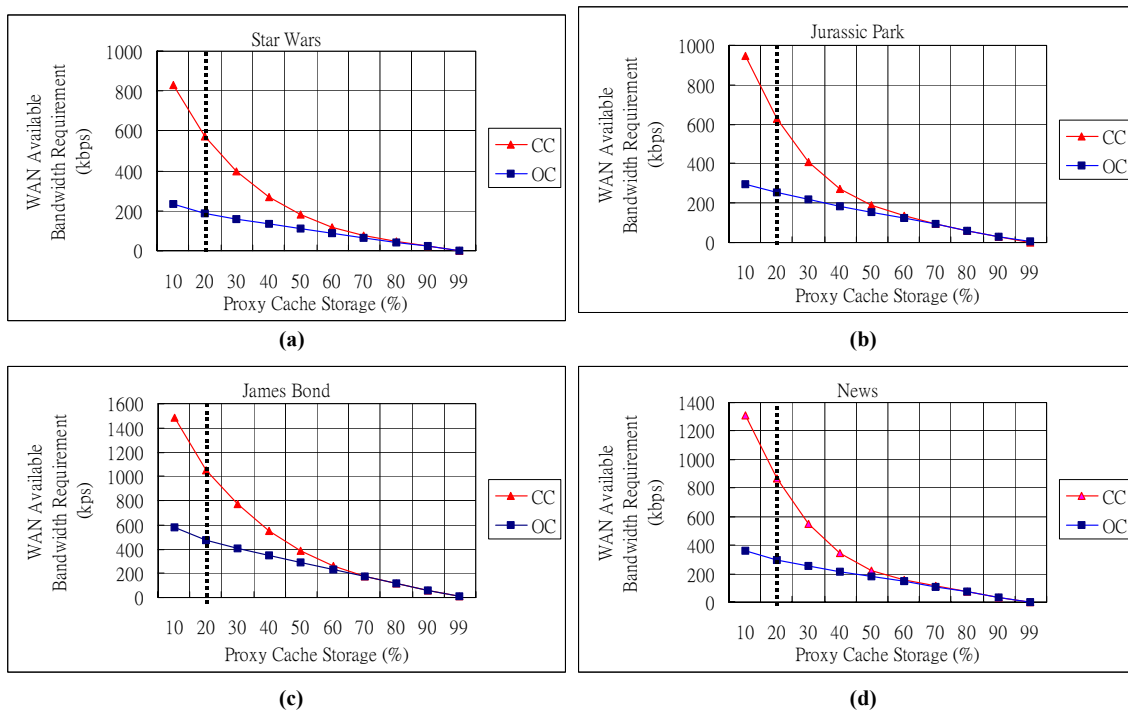 Star Wars
1000
800
600
400
200
0
WAN Available
Bandwidth Requirement
(kbps)
10 20 30 40 50 60 70 80 90 99
Proxy Cache Storage (%)
CC
OC
(a)
Jurassic Park
1000
800
600
400
200
0
WAN Available
Bandwidth Requirement
(kbps)
10 20 30 40 50 60 70 80 90 99
Proxy Cache Storage (%)
CC
OC
(b)
James Bond
1600
1400
1200
1000
800
600
400
200
0
WAN Available
Bandwidth Requirement
(kps)
10 20 30 40 50 60 70 80 90 99
Proxy Cache Storage (%)
CC
OC
(c)
News
1400
1200
1000
800
600
400
200
0
WAN Available
Bandwidth Requirement
(kbps)
10 20 30 40 50 60 70 80 90 99
Proxy Cache Storage (%)
CC
OC
(d)